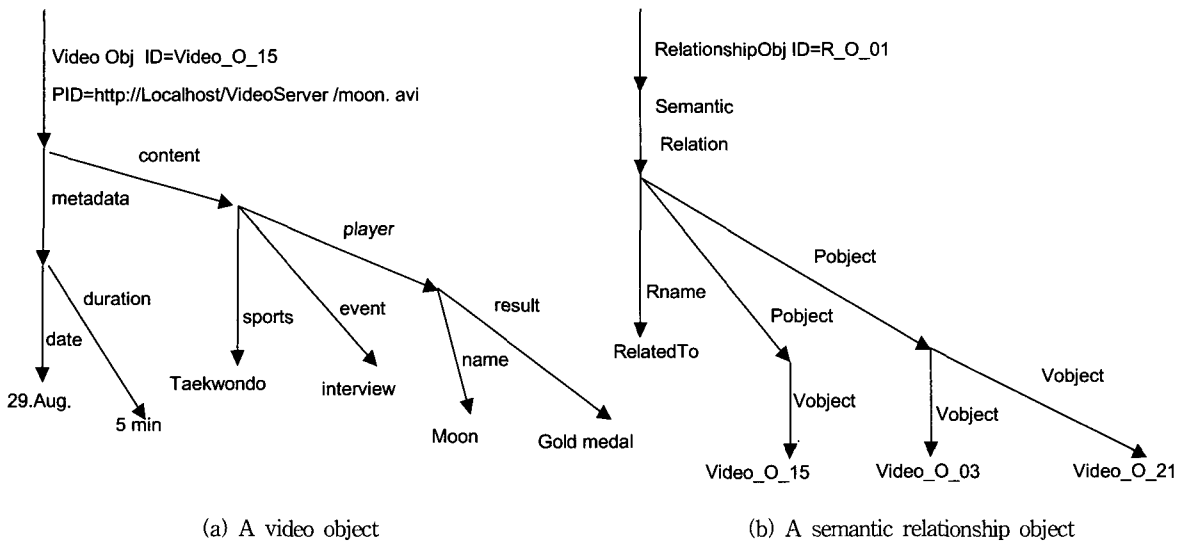 Video Obj ID=Video_O_15
PID=http://Localhost/VideoServer /moon. avi
content
metadata
player
duration
date
sports
event
result
name
29.Aug.
5 min
Taekwondo
interview
Moon
Gold medal
(a) A video object
RelationshipObj ID=R_O_01
Semantic
Relation
Pobject
Rname
Pobject
RelatedTo
Vobject
Vobject
Vobject
Video_O_15
Video_O_03
Video_O_21
(b) A semantic relationship object